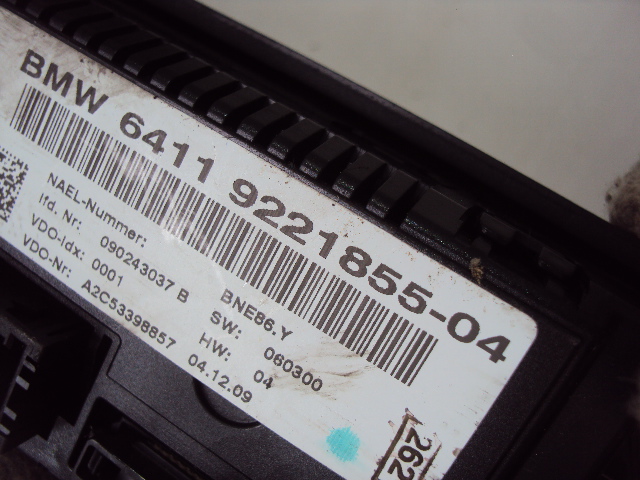 BMW 6411 9221855-04
NAEL-Nummer:
lfd. Nr: 090243037 B BNE86.Y
VDO-Idx: 0001 SW: 060300
VDC-Nr: A2C53398857 HW: 04
04.12.09
262